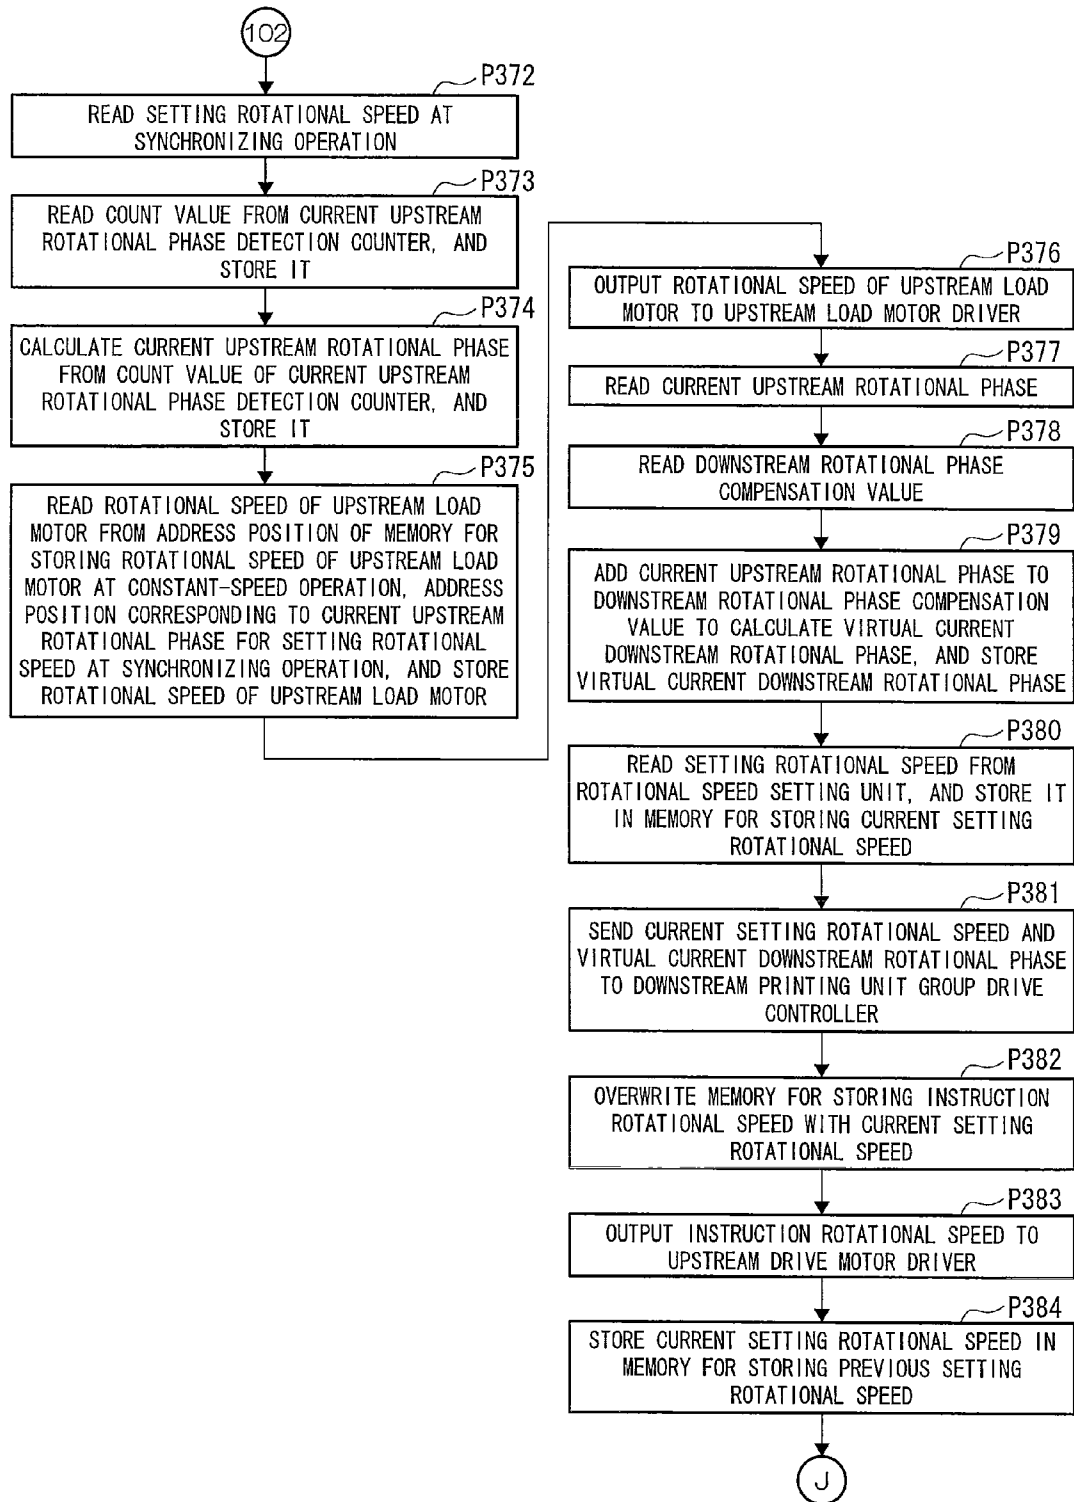 102
P372
READ SETTING ROTATIONAL SPEED AT
SYNCHRONIZING OPERATION
P373
READ COUNT VALUE FROM CURRENT UPSTREAM
ROTATIONAL PHASE DETECTION COUNTER, AND
STORE IT
P374
CALCULATE CURRENT UPSTREAM ROTATIONAL PHASE
FROM COUNT VALUE OF CURRENT UPSTREAM
ROTATIONAL PHASE DETECTION COUNTER, AND
STORE IT
P375
READ ROTATIONAL SPEED OF UPSTREAM LOAD
MOTOR FROM ADDRESS POSITION OF MEMORY FOR
STORING ROTATIONAL SPEED OF UPSTREAM LOAD
MOTOR AT CONSTANT-SPEED OPERATION, ADDRESS
POSITION CORRESPONDING TO CURRENT UPSTREAM
ROTATIONAL PHASE FOR SETTING ROTATIONAL
SPEED AT SYNCHRONIZING OPERATION, AND STORE
ROTATIONAL SPEED OF UPSTREAM LOAD MOTOR
P376
OUTPUT ROTATIONAL SPEED OF UPSTREAM LOAD
MOTOR TO UPSTREAM LOAD MOTOR DRIVER
P377
READ CURRENT UPSTREAM ROTATIONAL PHASE
P378
READ DOWNSTREAM ROTATIONAL PHASE
COMPENSATION VALUE
P379
ADD CURRENT UPSTREAM ROTATIONAL PHASE TO
DOWNSTREAM ROTATIONAL PHASE COMPENSATION
VALUE TO CALCULATE VIRTUAL CURRENT
DOWNSTREAM ROTATIONAL PHASE, AND STORE
VIRTUAL CURRENT DOWNSTREAM ROTATIONAL PHASE
P380
READ SETTING ROTATIONAL SPEED FROM
ROTATIONAL SPEED SETTING UNIT, AND STORE IT
IN MEMORY FOR STORING CURRENT SETTING
ROTATIONAL SPEED
P381
SEND CURRENT SETTING ROTATIONAL SPEED AND
VIRTUAL CURRENT DOWNSTREAM ROTATIONAL PHASE
TO DOWNSTREAM PRINTING UNIT GROUP DRIVE
CONTROLLER
P382
OVERWRITE MEMORY FOR STORING INSTRUCTION
ROTATIONAL SPEED WITH CURRENT SETTING
ROTATIONAL SPEED
P383
OUTPUT INSTRUCTION ROTATIONAL SPEED TO
UPSTREAM DRIVE MOTOR DRIVER
P384
STORE CURRENT SETTING ROTATIONAL SPEED IN
MEMORY FOR STORING PREVIOUS SETTING
ROTATIONAL SPEED
J